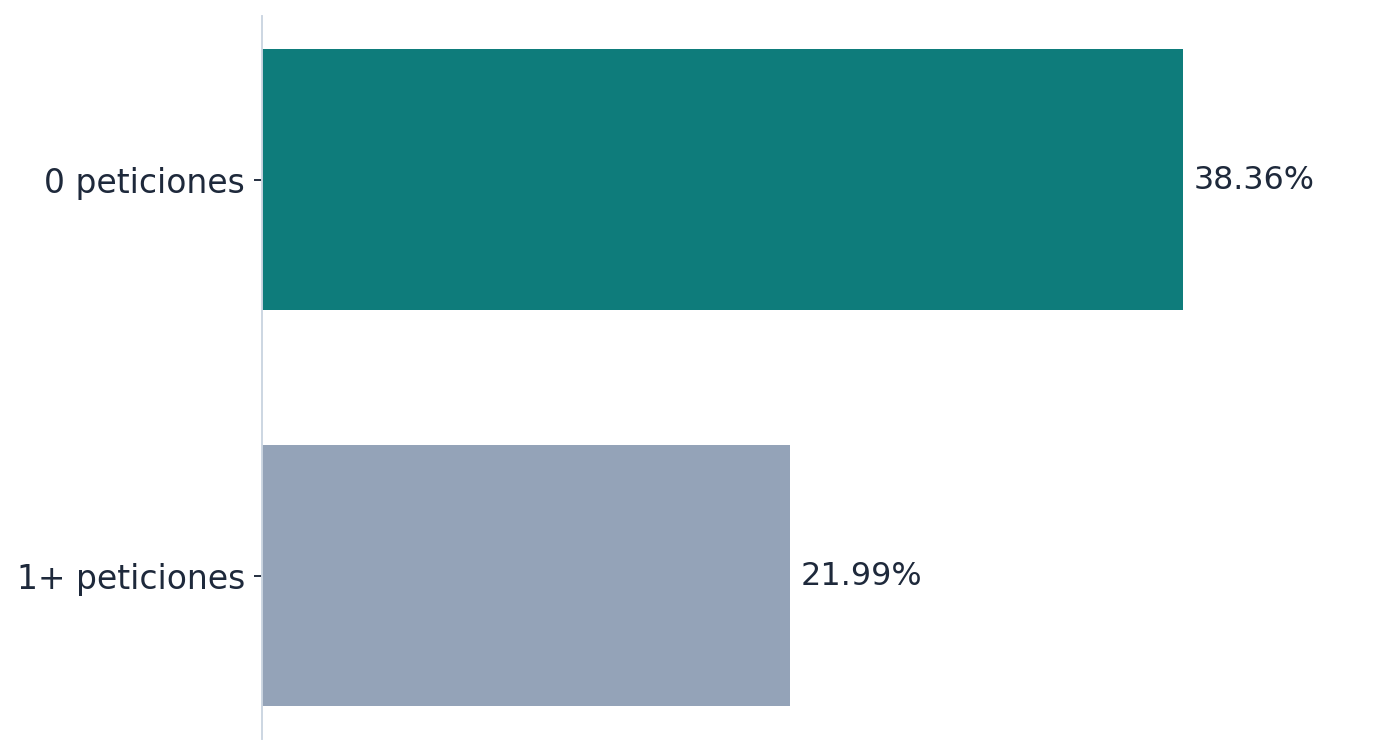 0 peticiones
38.36%
1+ peticiones
21.99%